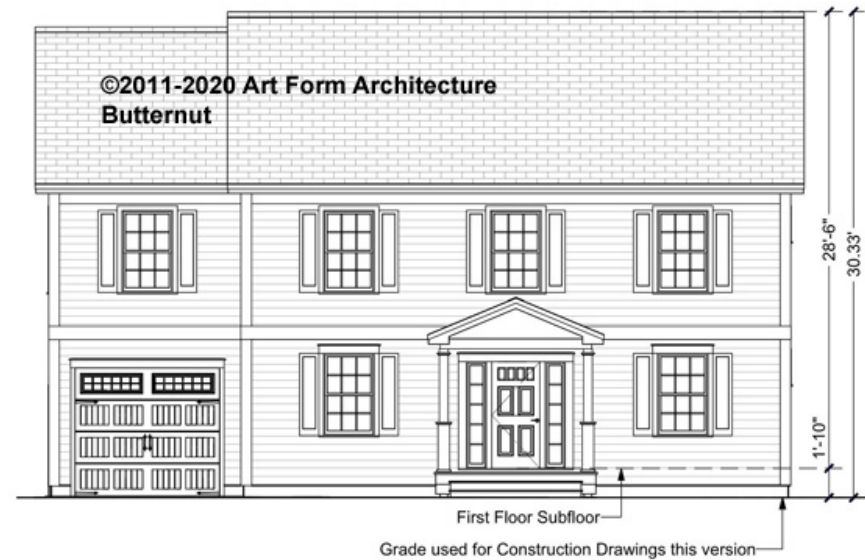 ©2011-2020 Art Form Architecture
Butternut
28'-6"
30.33'
1'-10"
First Floor Subfloor
Grade used for Construction Drawings this version